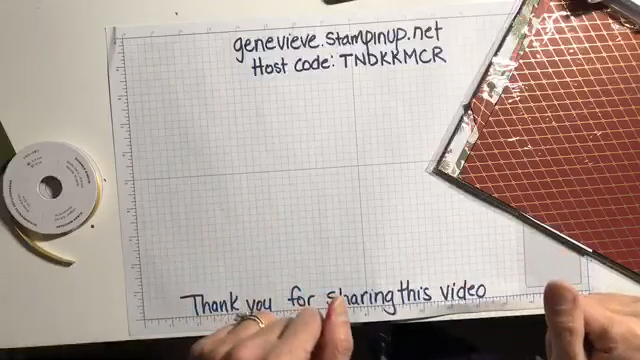 genevieve.stampinup.net
Host code: TNDKKMCR
Thank you for sharing this video